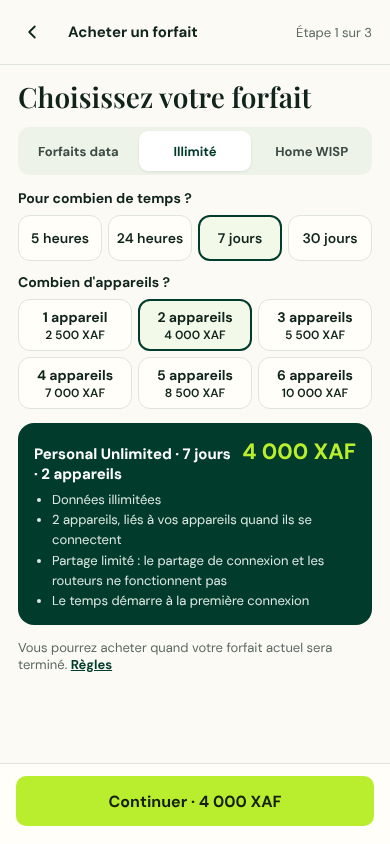 Acheter un forfait
Étape 1 sur 3
Choisissez votre forfait
Forfaits data
Illimité
Home WISP
Pour combien de temps ?
5 heures
24 heures
7 jours
30 jours
Combien d'appareils ?
1 appareil
2 500 XAF
2 appareils
4 000 XAF
3 appareils
5 500 XAF
4 appareils
7 000 XAF
5 appareils
8 500 XAF
6 appareils
10 000 XAF
Personal Unlimited · 7 jours
· 2 appareils
4 000 XAF
• Données illimitées
• 2 appareils, liés à vos appareils quand ils se
connectent
• Partage limité : le partage de connexion et les
routeurs ne fonctionnent pas
• Le temps démarre à la première connexion
Vous pourrez acheter quand votre forfait actuel sera
terminé. Règles
Continuer · 4 000 XAF